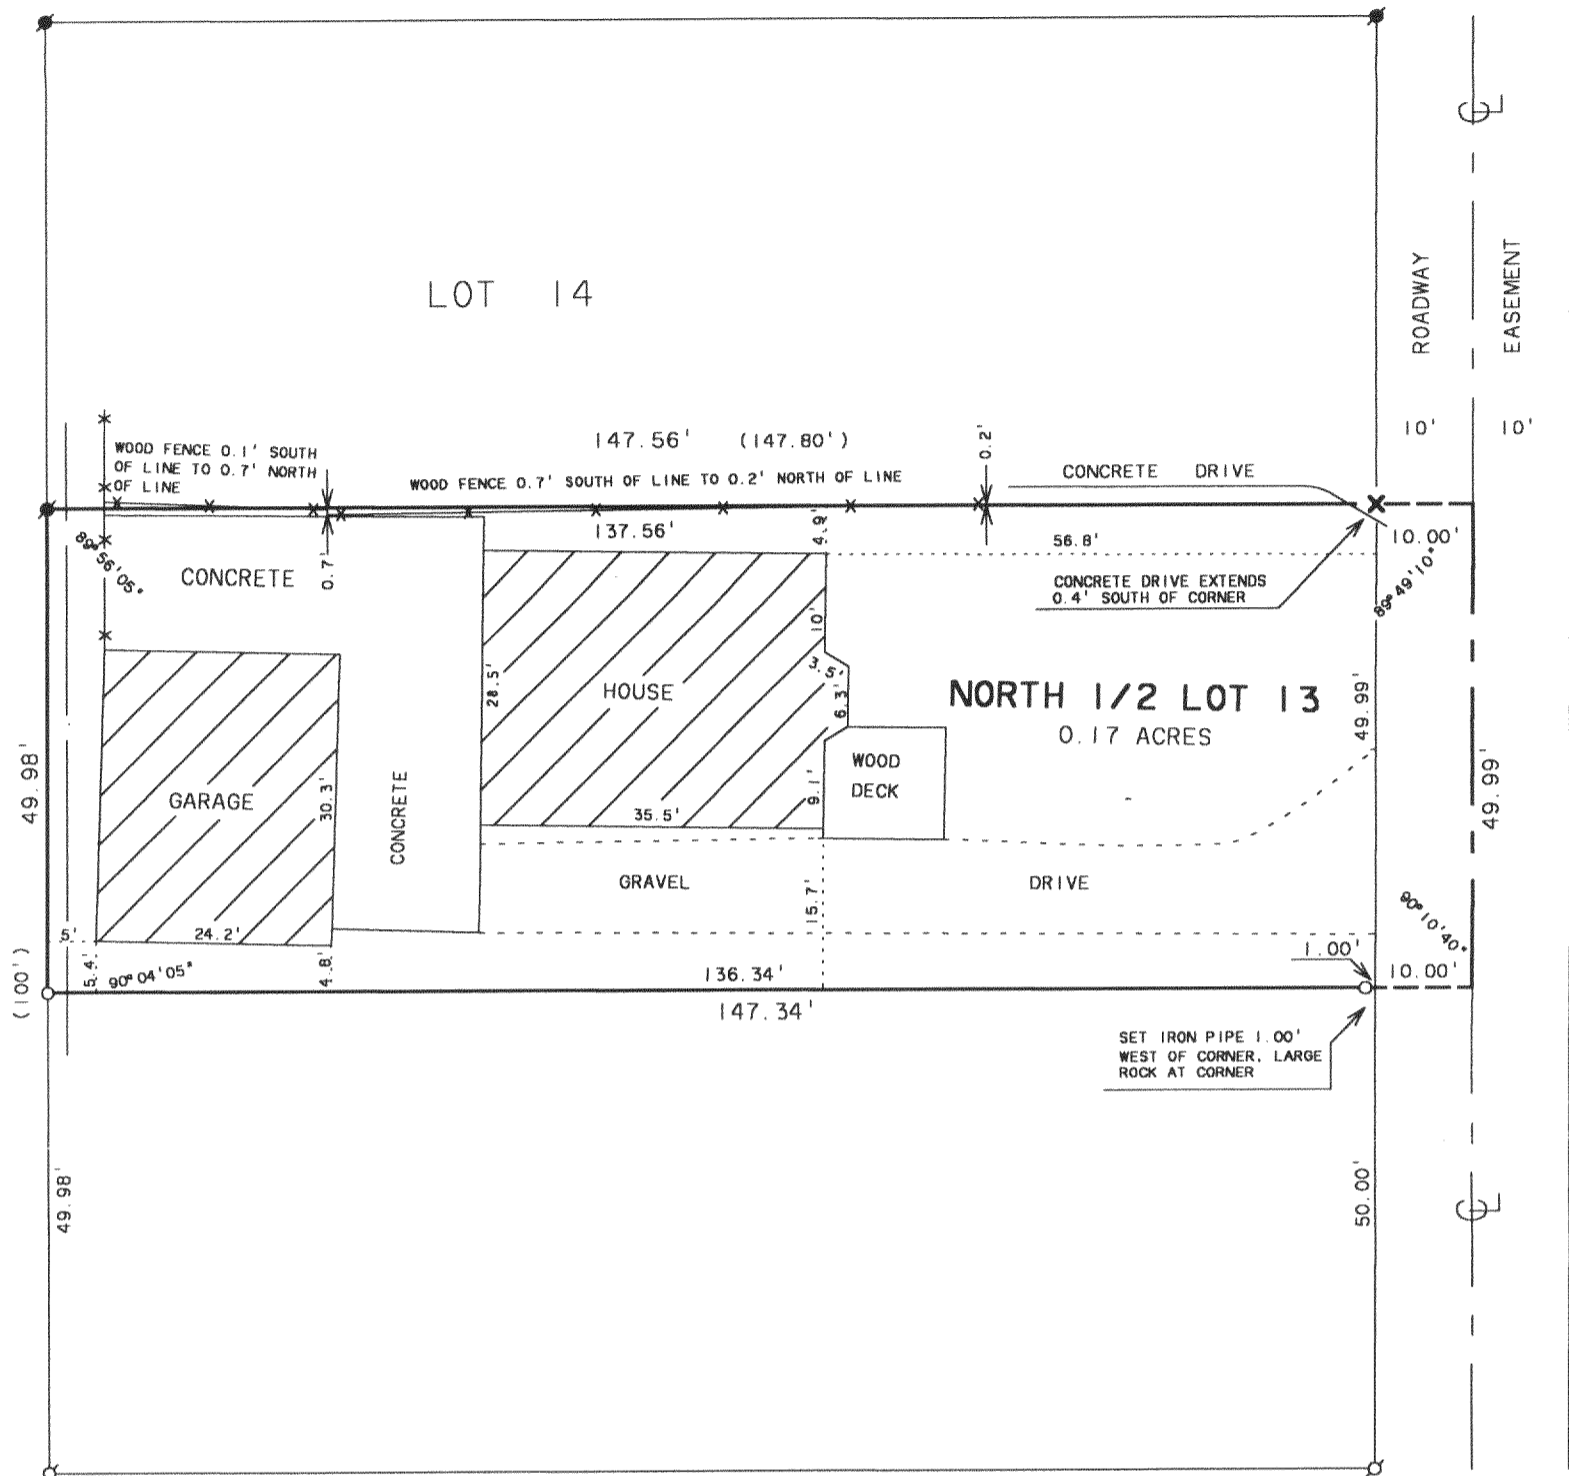 LOT 14
ROADWAY
EASEMENT
10'
10'
147.56' (147.80')
WOOD FENCE 0.1' SOUTH
OF LINE TO 0.7' NORTH
OF LINE
WOOD FENCE 0.7' SOUTH OF LINE TO 0.2' NORTH OF LINE
0.2'
CONCRETE DRIVE
137.56'
4.9'
56.8'
10.00'
89°56'05"
CONCRETE
0.7'
CONCRETE DRIVE EXTENDS
0.4' SOUTH OF CORNER
89°49'10"
10'
3.5'
6.3'
28.5'
HOUSE
NORTH 1/2 LOT 13
0.17 ACRES
49.99'
49.98'
49.99'
GARAGE
30.3'
CONCRETE
35.5'
9.1'
WOOD
DECK
GRAVEL
DRIVE
15.7'
5'
24.2'
5.4'
90°04'05"
4.8'
136.34'
1.00'
90°10'40"
10.00'
(100')
147.34'
SET IRON PIPE 1.00'
WEST OF CORNER, LARGE
ROCK AT CORNER
49.98'
50.00'